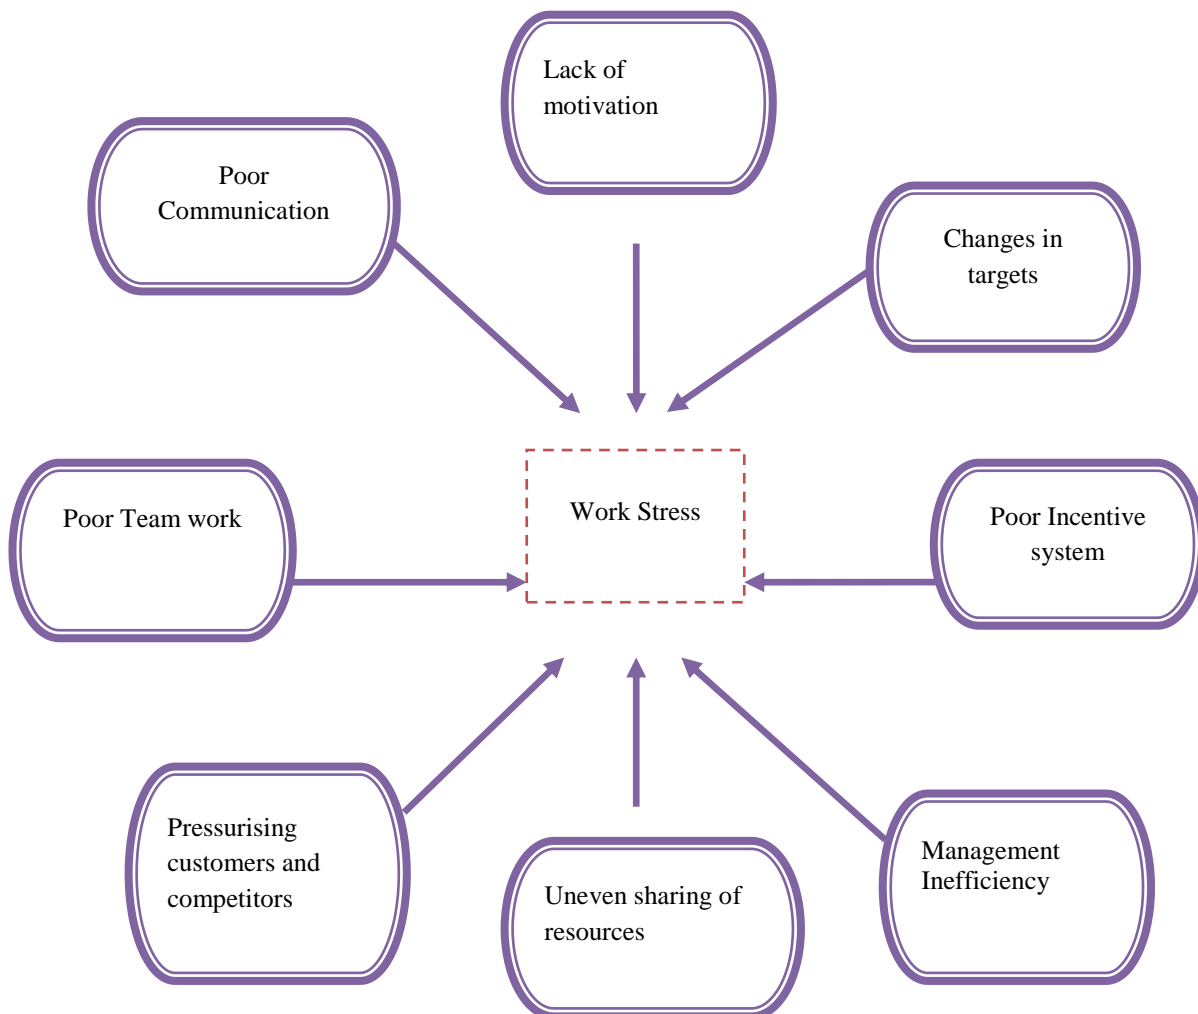 Lack of
motivation
Poor
Communication
Changes in
targets
Poor Team work
Work Stress
Poor Incentive
system
Pressurising
customers and
competitors
Uneven sharing of
resources
Management
Inefficiency